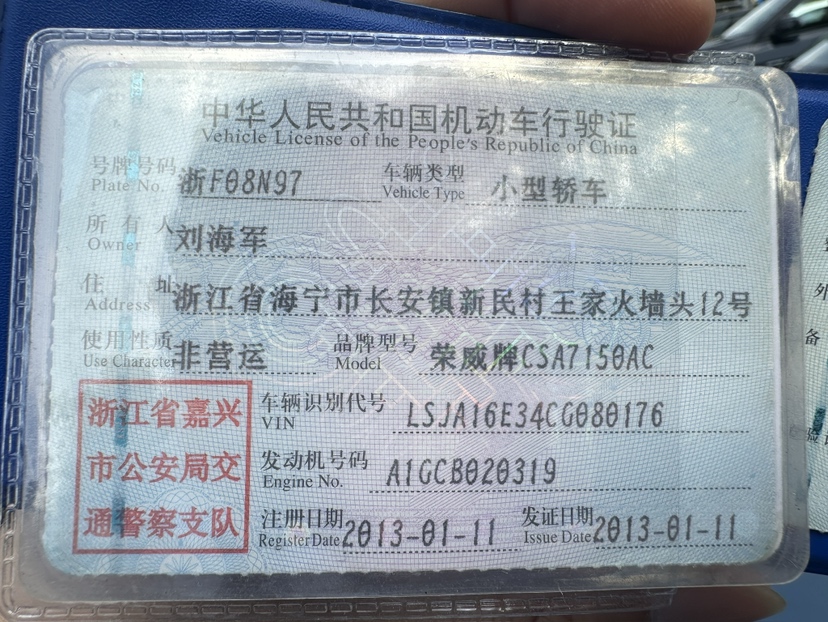 中华人民共和国机动车行驶证
Vehicle License of the People's Republic of China
号牌号码 浙F08N97 车辆类型 小型轿车
Plate No. Vehicle Type
所有人 刘海军
Owner
住址 浙江省海宁市长安镇新民村王家火墙头12号
Address
使用性质 非营运 品牌型号 荣威牌CSA7150AC
Use Character Model
浙江省嘉兴
市公安局交
通警察支队
车辆识别代号 LSJA16E34CG080176
VIN
发动机号码 A1GCB020319
Engine No.
注册日期 2013-01-11 发证日期 2013-01-11
Register Date Issue Date
外
备